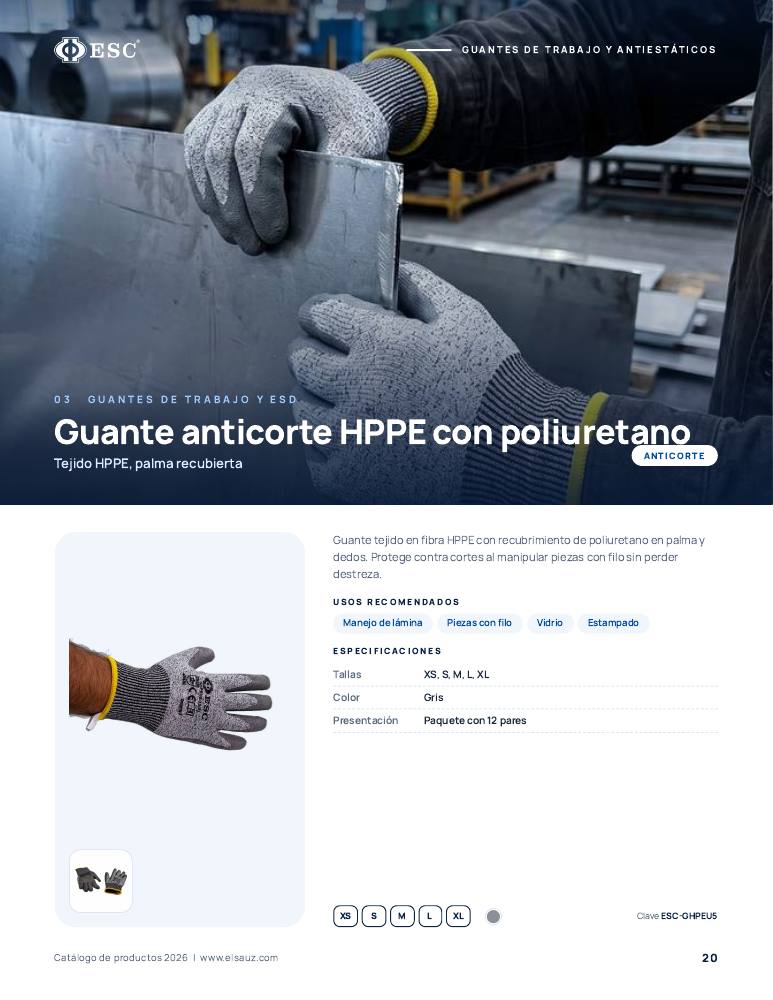 ESC
GUANTES DE TRABAJO Y ANTIESTÁTICOS
03 GUANTES DE TRABAJO Y ESD
Guante anticorte HPPE con poliuretano
Tejido HPPE, palma recubierta
ANTICORTE
Guante tejido en fibra HPPE con recubrimiento de poliuretano en palma y
dedos. Protege contra cortes al manipular piezas con filo sin perder
destreza.
USOS RECOMENDADOS
Manejo de lámina Piezas con filo Vidrio Estampado
ESPECIFICACIONES
Tallas XS, S, M, L, XL
Color Gris
Presentación Paquete con 12 pares
ESC
XS S M L XL
Clave ESC-GHPEU5
Catálogo de productos 2026 | www.elsauz.com
20